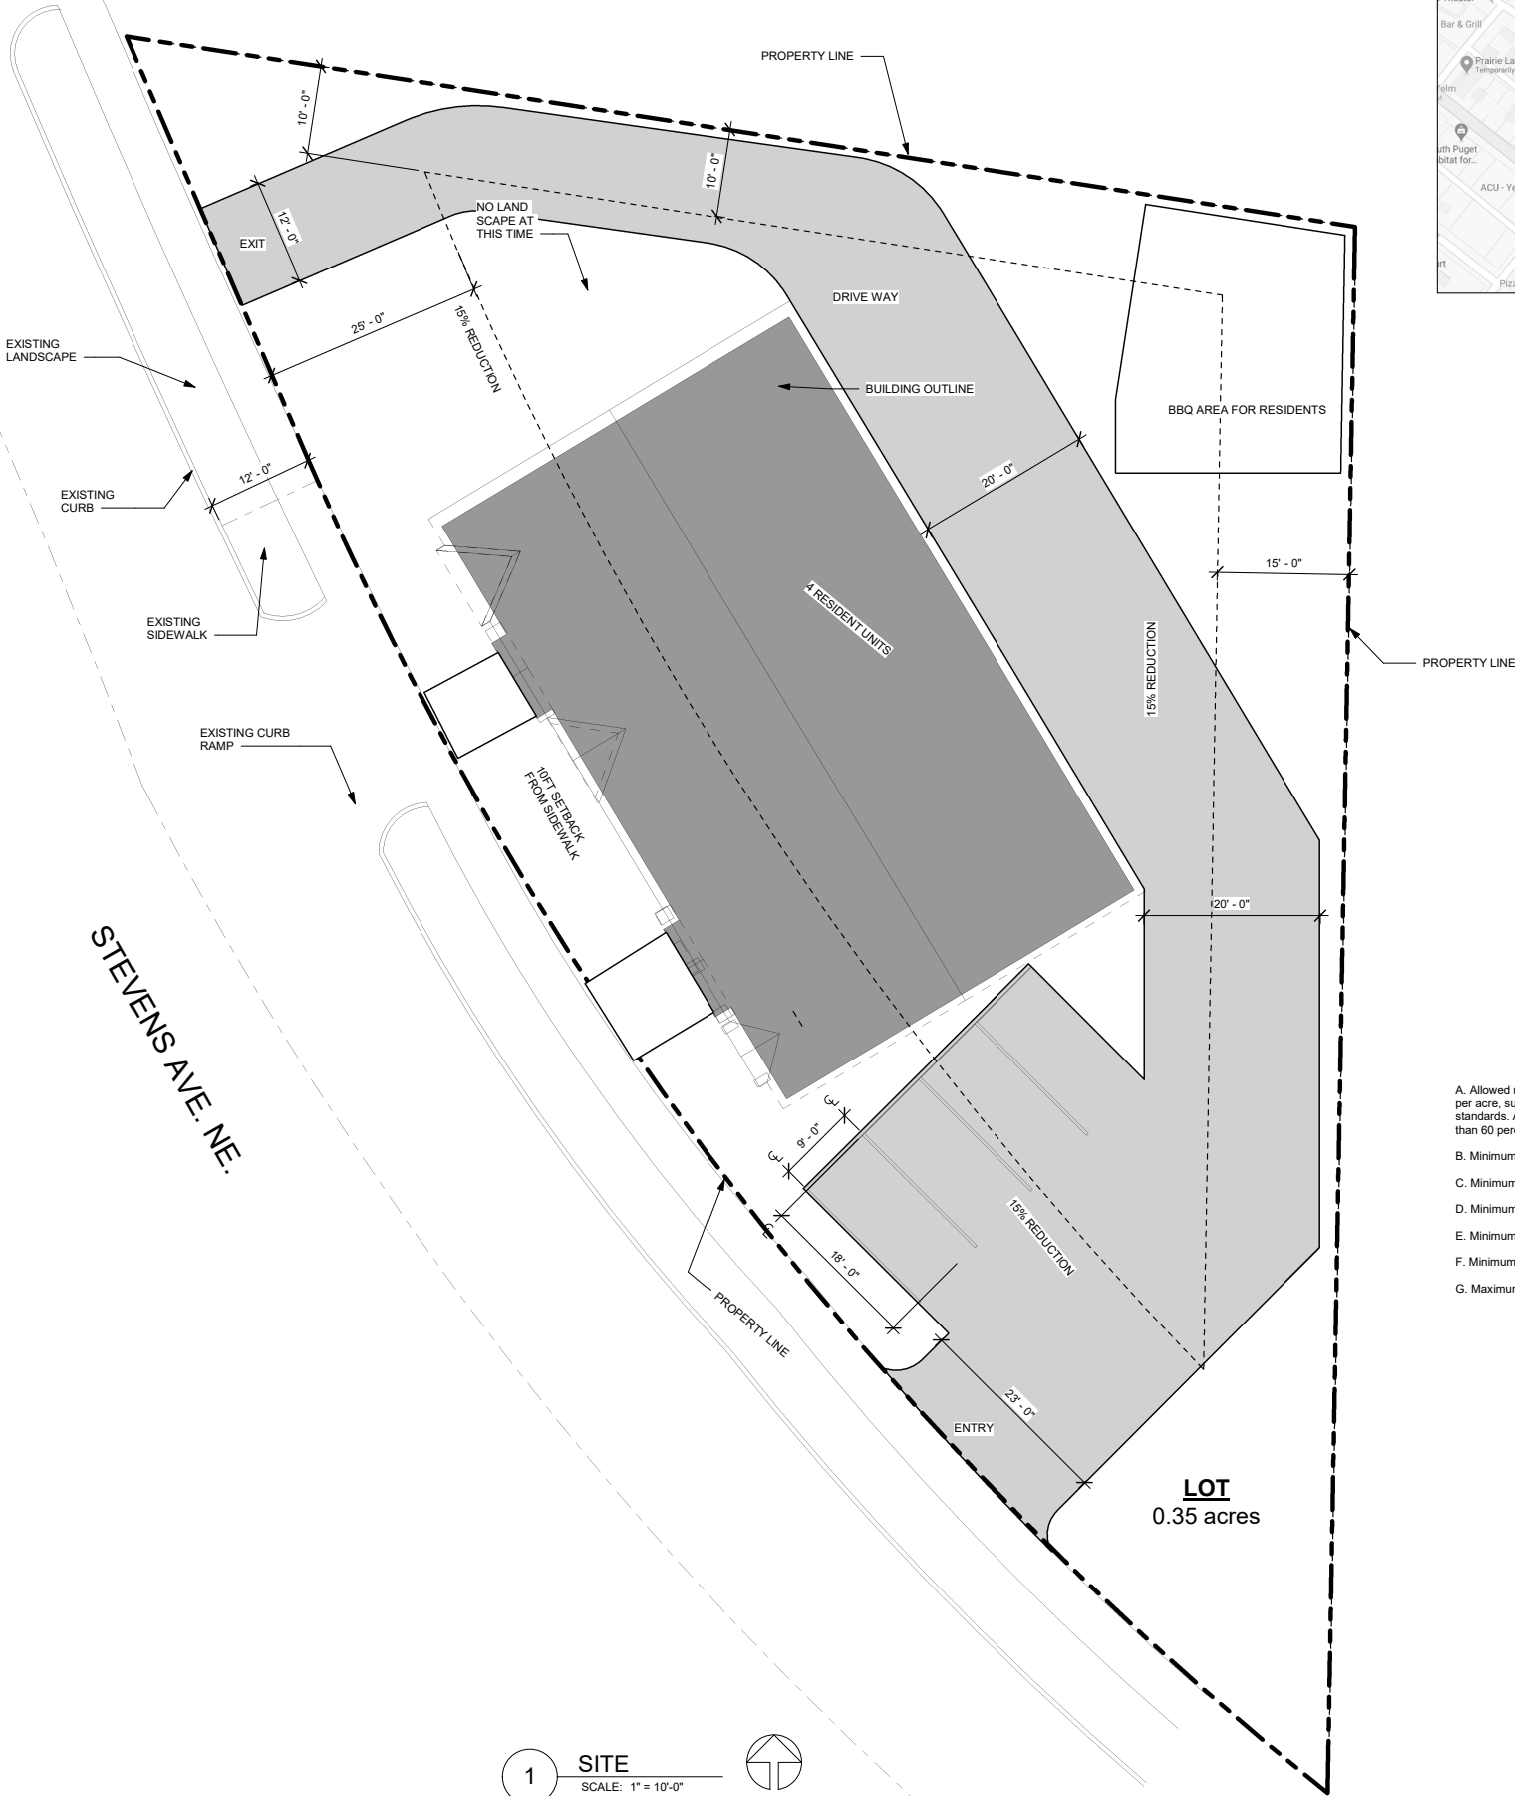 PROPERTY LINE
Bar & Grill
Prairie La
Temporarily
Yelm
uth Puget
bitat for...
ACU - Ye
rt
Pizz
10' - 0"
10' - 0"
12' - 0"
EXIT
NO LAND
SCAPE AT
THIS TIME
DRIVE WAY
25' - 0"
15% REDUCTION
EXISTING
LANDSCAPE
BUILDING OUTLINE
BBQ AREA FOR RESIDENTS
12' - 0"
20' - 0"
EXISTING
CURB
15' - 0"
4 RESIDENT UNITS
EXISTING
SIDEWALK
15% REDUCTION
PROPERTY LINE
EXISTING CURB
RAMP
10FT SETBACK
FROM SIDEWALK
20' - 0"
STEVENS AVE. NE.
A. Allowed
per acre, su
standards. A
than 60 perc
B. Minimum
C. Minimum
D. Minimum
E. Minimum
F. Minimum
G. Maximum
9' - 0"
15% REDUCTION
18' - 0"
PROPERTY LINE
23' - 0"
ENTRY
LOT
0.35 acres
1
SITE
SCALE: 1" = 10'-0"